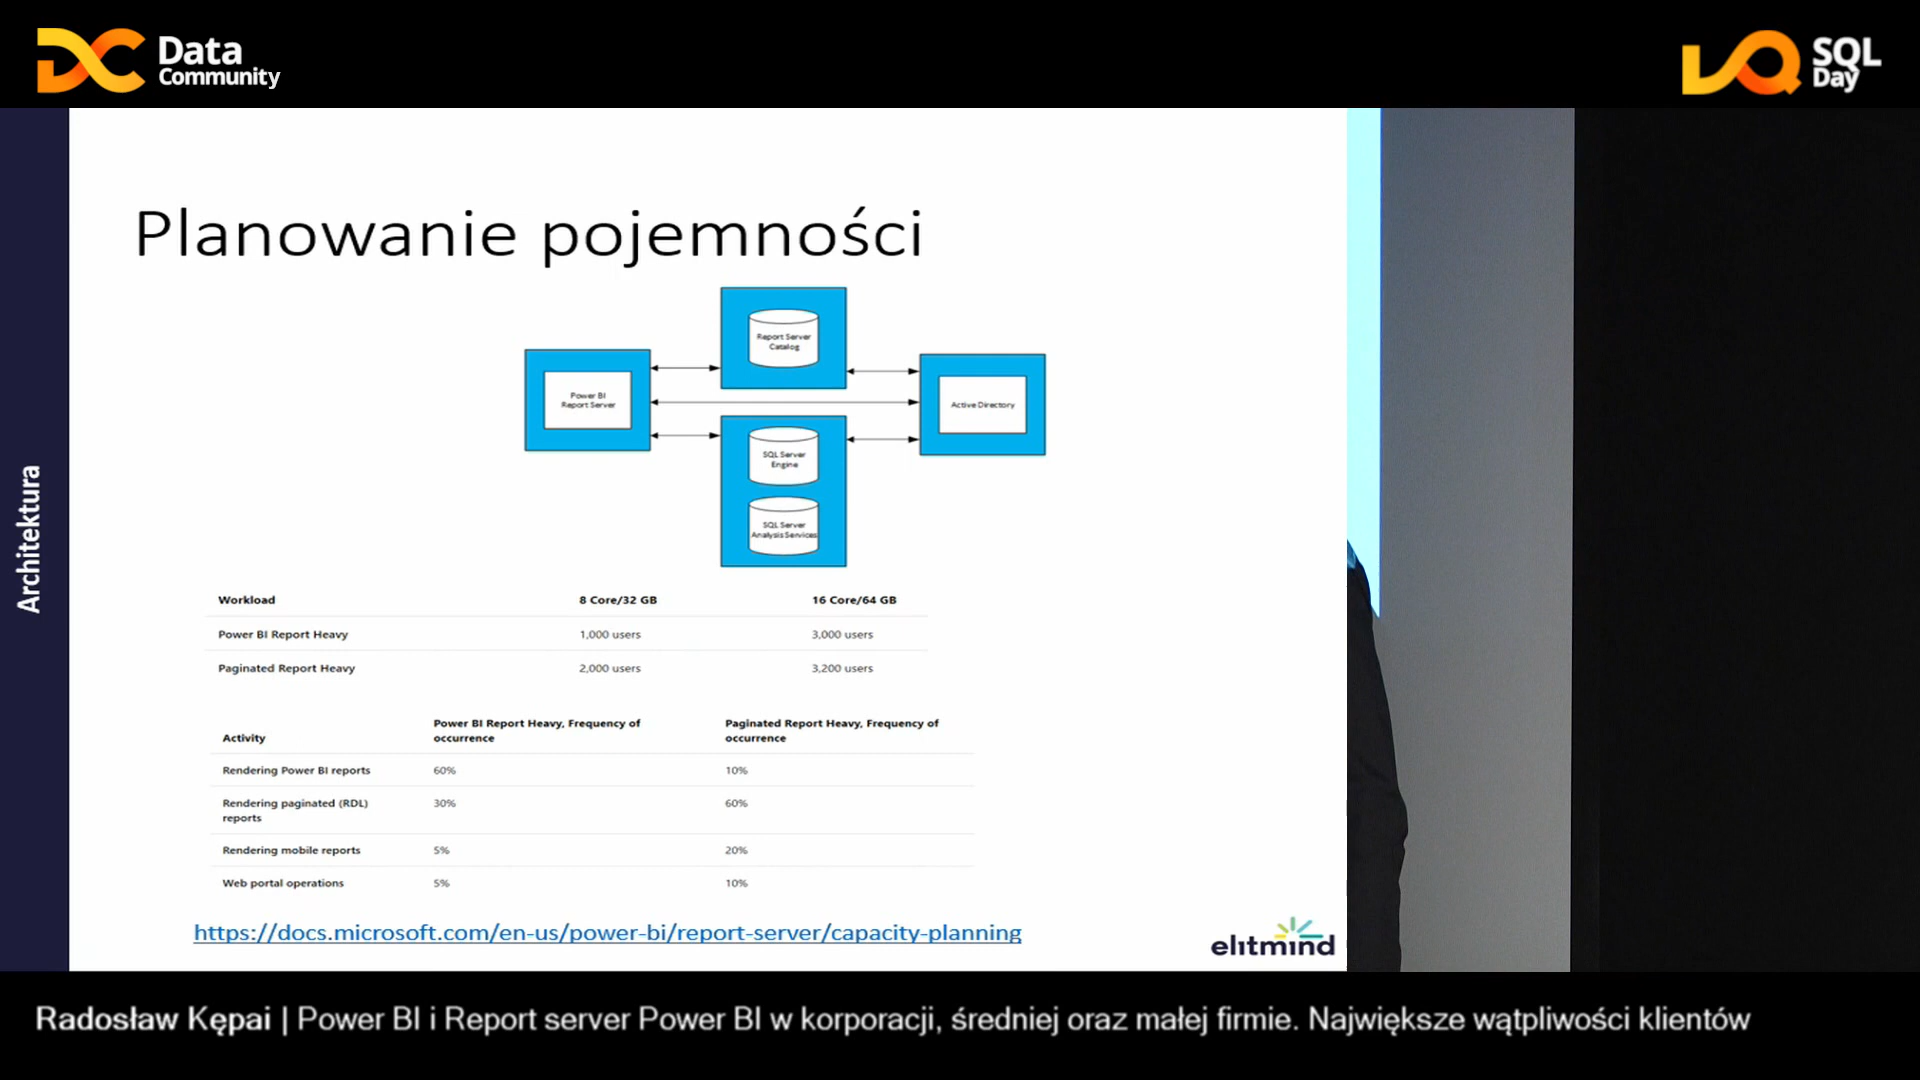 Data
Community
SQL
Day
Architektura
Planowanie pojemności
Report Server
Catalog
Power BI
Report Server
Active Directory
SQL Server
Engine
SQL Server
Analysis Services
Workload 8 Core/32 GB 16 Core/64 GB
Power BI Report Heavy 1,000 users 3,000 users
Paginated Report Heavy 2,000 users 3,200 users
Power BI Report Heavy, Frequency of Paginated Report Heavy, Frequency of
Activity occurrence occurrence
Rendering Power BI reports 60% 10%
Rendering paginated (RDL) 30% 60%
reports
Rendering mobile reports 5% 20%
Web portal operations 5% 10%
https://docs.microsoft.com/en-us/power-bi/report-server/capacity-planning
elitmind
Radosław Kępai | Power BI i Report server Power BI w korporacji, średniej oraz małej firmie. Największe wątpliwości klientów